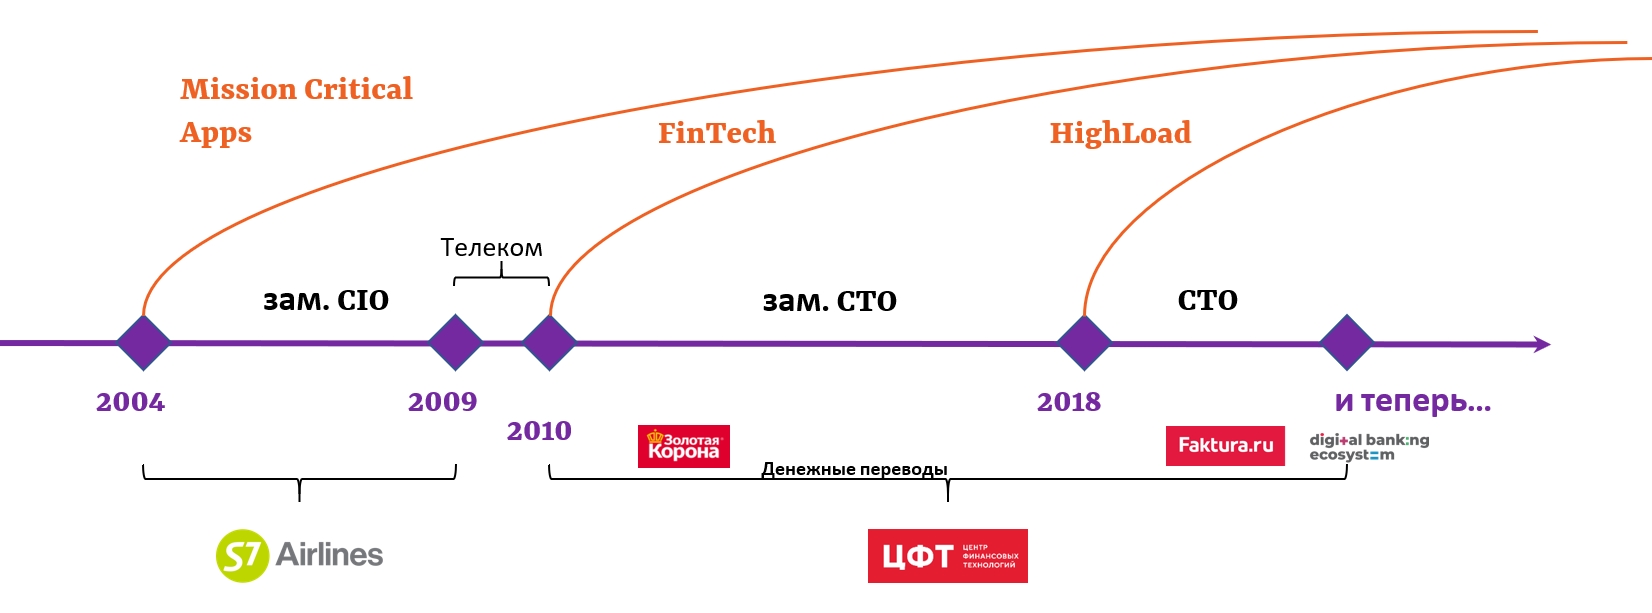 Mission Critical
Apps
FinTech
HighLoad
Телеком
зам. CIO
зам. CTO
CTO
2004
2009
2010
2018
и теперь...
Золотая
Корона
Денежные переводы
Faktura.ru
digital banking
ecosystem
S7 Airlines
ЦФТ
ЦЕНТР
ФИНАНСОВЫХ
ТЕХНОЛОГИЙ